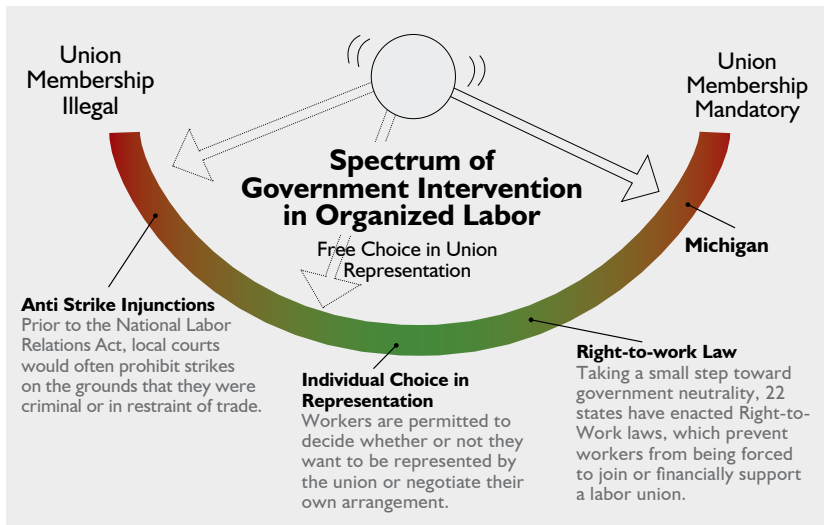 Union
Membership
Illegal
Union
Membership
Mandatory
Spectrum of
Government Intervention
in Organized Labor
Free Choice in Union
Representation
Michigan
Anti Strike Injunctions
Prior to the National Labor
Relations Act, local courts
would often prohibit strikes
on the grounds that they were
criminal or in restraint of trade.
Individual Choice in
Representation
Workers are permitted to
decide whether or not they
want to be represented by
the union or negotiate their
own arrangement.
Right-to-work Law
Taking a small step toward
government neutrality, 22
states have enacted Right-to-
Work laws, which prevent
workers from being forced
to join or financially support
a labor union.